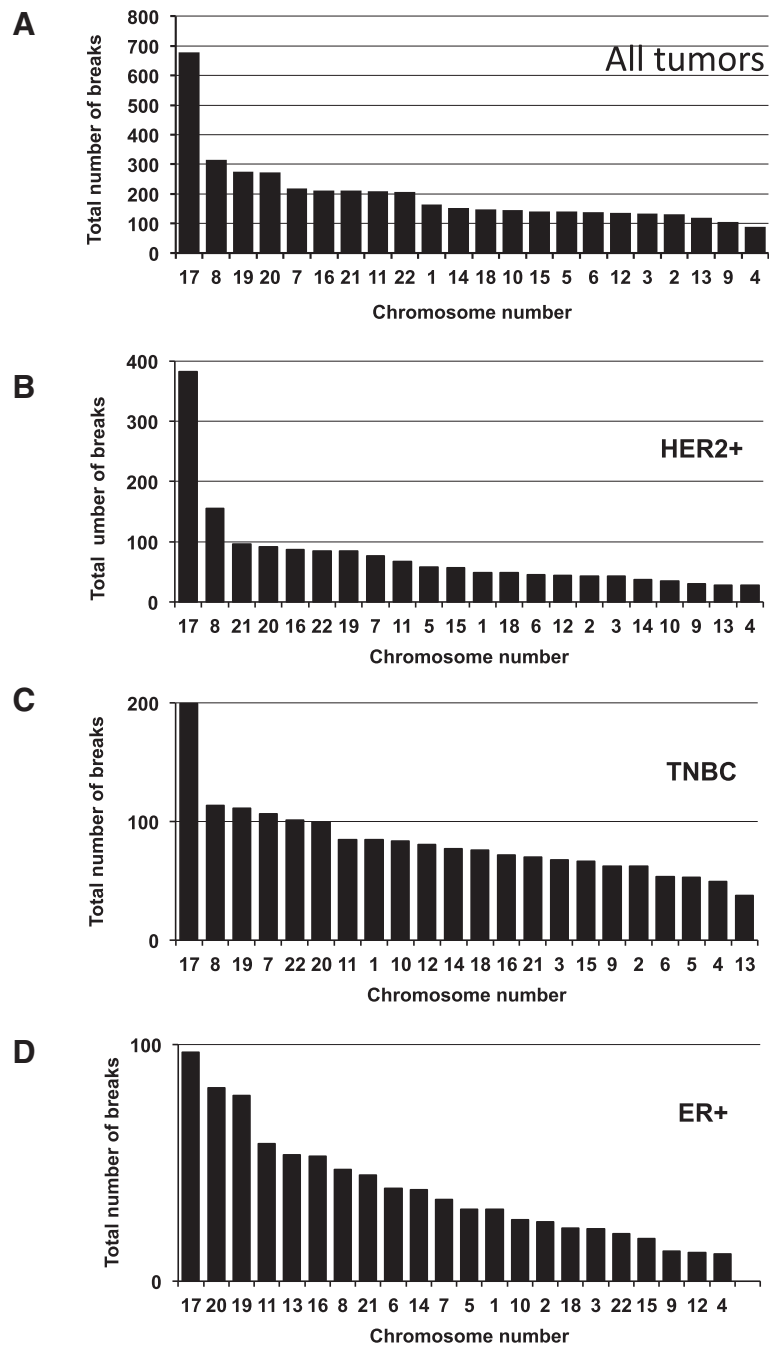 A
Total number of breaks
800
700
600
500
400
300
200
100
0
All tumors
17 8 19 20 7 16 21 11 22 1 14 18 10 15 5 6 12 3 2 13 9 4
Chromosome number
B
Total umber of breaks
400
300
200
100
0
HER2+
17 8 21 20 16 22 19 7 11 5 15 1 18 6 12 2 3 14 10 9 13 4
Chromosome number
C
Total number of breaks
200
100
0
TNBC
17 8 19 7 22 20 11 1 10 12 14 18 16 21 3 15 9 2 6 5 4 13
Chromosome number
D
Total number of breaks
100
0
ER+
17 20 19 11 13 16 8 21 6 14 7 5 1 10 2 18 3 22 15 9 12 4
Chromosome number